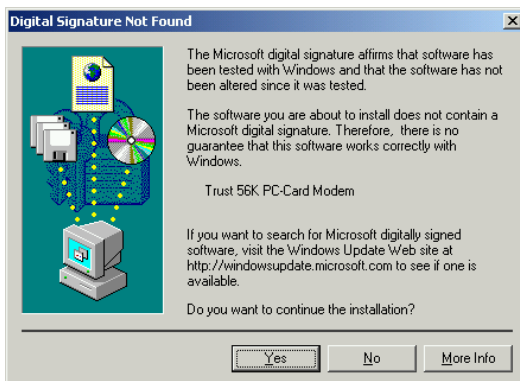 Digital Signature Not Found
The Microsoft digital signature affirms that software has
been tested with Windows and that the software has not
been altered since it was tested.
The software you are about to install does not contain a
Microsoft digital signature. Therefore, there is no
guarantee that this software works correctly with
Windows.
Trust 56K PC-Card Modem
If you want to search for Microsoft digitally signed
software, visit the Windows Update Web site at
http://windowsupdate.microsoft.com to see if one is
available.
Do you want to continue the installation?
Yes No More Info